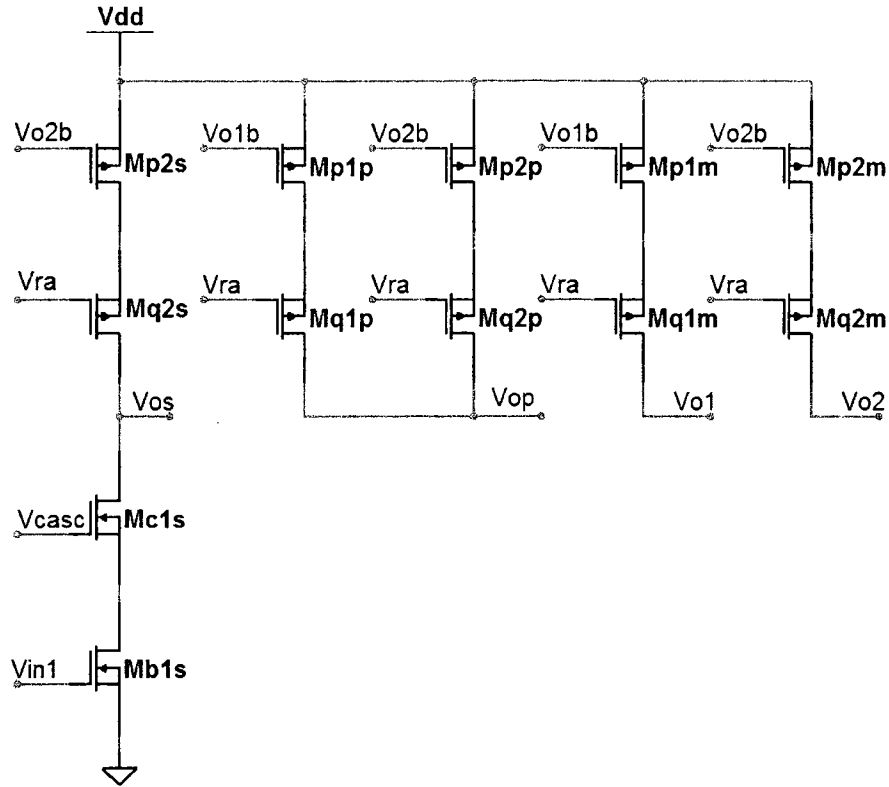 Vdd
Vo2b Mp2s Vo1b Mp1p Vo2b Mp2p Vo1b Mp1m Vo2b Mp2m
Vra Mq2s Vra Mq1p Vra Mq2p Vra Mq1m Vra Mq2m
Vos Vop Vo1 Vo2
Vcasc Mc1s
Vin1 Mb1s